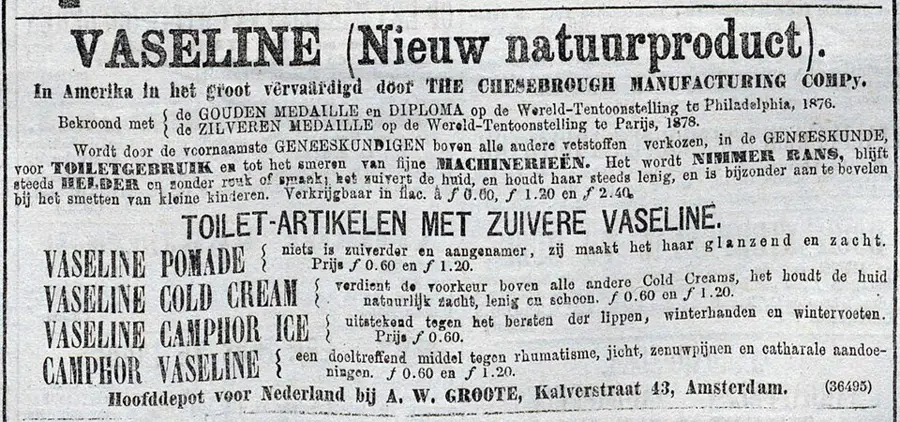 VASELINE (Nieuw natuurproduct).
In Amerika in het groot vervaardigd door THE CHESEBROUGH MANUFACTURING COMPy.
Bekroond met { de GOUDEN MEDAILLE en DIPLOMA op de Wereld-Tentoonstelling te Philadelphia, 1876.
de ZILVEREN MEDAILLE op de Wereld-Tentoonstelling te Parijs, 1878.
Wordt door de voornaamste GENEESKUNDIGEN boven alle andere vetstoffen verkozen, in de GENEESKUNDE,
voor TOILETGEBRUIK en tot het smeren van fijne MACHINERIEËN. Het wordt NIMMER RANS, blijft
steeds HELDER en zonder reuk of smaak; het zuivert de huid, en houdt haar steeds lenig, en is bijzonder aan te bevelen
bij het smetten van kleine kinderen. Verkrijgbaar in flac. à ƒ 0.60, ƒ 1.20 en ƒ 2.40.
TOILET-ARTIKELEN MET ZUIVERE VASELINE.
VASELINE POMADE { niets is zuiverder en aangenamer, zij maakt het haar glanzend en zacht.
Prijs ƒ 0.60 en ƒ 1.20.
VASELINE COLD CREAM { verdient de voorkeur boven alle andere Cold Creams, het houdt de huid
natuurlijk zacht, lenig en schoon. ƒ 0.60 en ƒ 1.20.
VASELINE CAMPHOR ICE { uitstekend tegen het bersten der lippen, winterhanden en wintervoeten.
Prijs ƒ 0.60.
CAMPHOR VASELINE { een doeltreffend middel tegen rhumatisme, jicht, zenuwpijnen en catharale aandoe-
ningen. ƒ 0.60 en ƒ 1.20.
Hoofddepot voor Nederland bij A. W. GROOTE, Kalverstraat 43, Amsterdam. (36495)